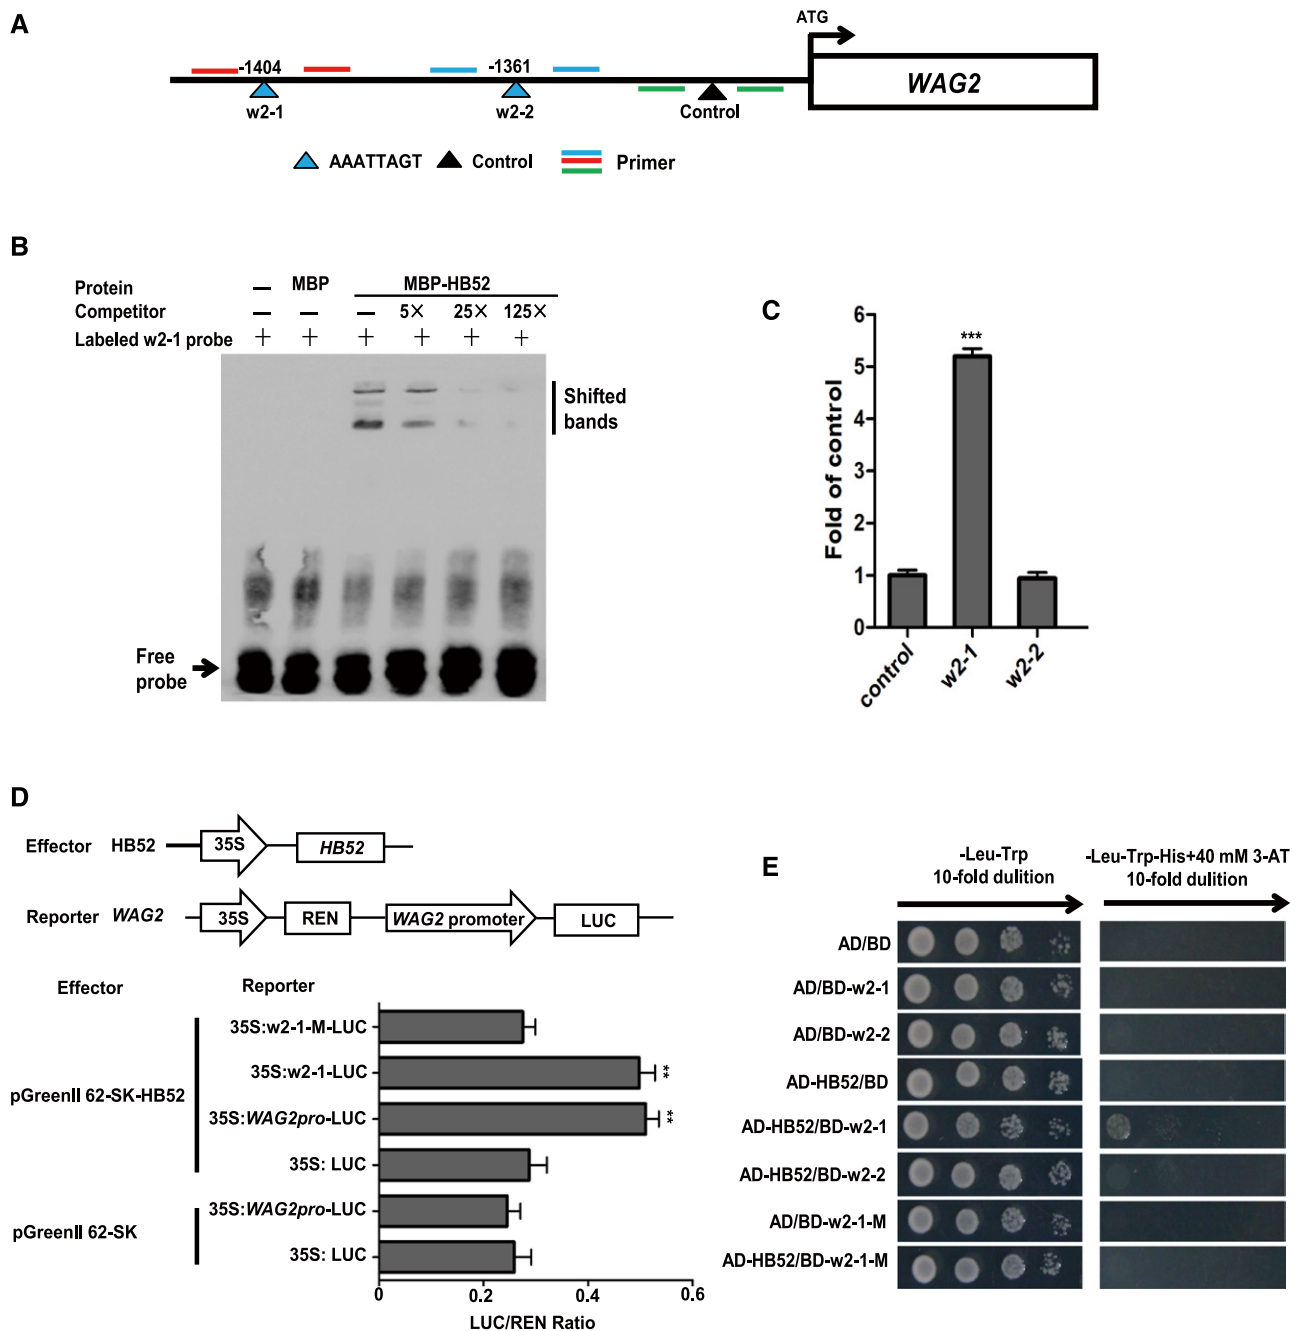 A
ATG
-1404
-1361
WAG2
w2-1
w2-2
Control
AAATTAGT
Control
Primer
B
Protein
–
MBP
MBP-HB52
Competitor
–
–
–
5×
25×
125×
Labeled w2-1 probe
+
+
+
+
+
+
Shifted
bands
Free
probe
C
Fold of control
6
5
4
3
2
1
0
***
control
w2-1
w2-2
D
Effector HB52 35S HB52
Reporter WAG2 35S REN WAG2 promoter LUC
Effector
Reporter
pGreenII 62-SK-HB52
35S:w2-1-M-LUC
35S:w2-1-LUC
**
35S:WAG2pro-LUC
**
35S: LUC
pGreenII 62-SK
35S:WAG2pro-LUC
35S: LUC
0
0.2
0.4
0.6
LUC/REN Ratio
E
-Leu-Trp
10-fold dulition
-Leu-Trp-His+40 mM 3-AT
10-fold dulition
AD/BD
AD/BD-w2-1
AD/BD-w2-2
AD-HB52/BD
AD-HB52/BD-w2-1
AD-HB52/BD-w2-2
AD/BD-w2-1-M
AD-HB52/BD-w2-1-M